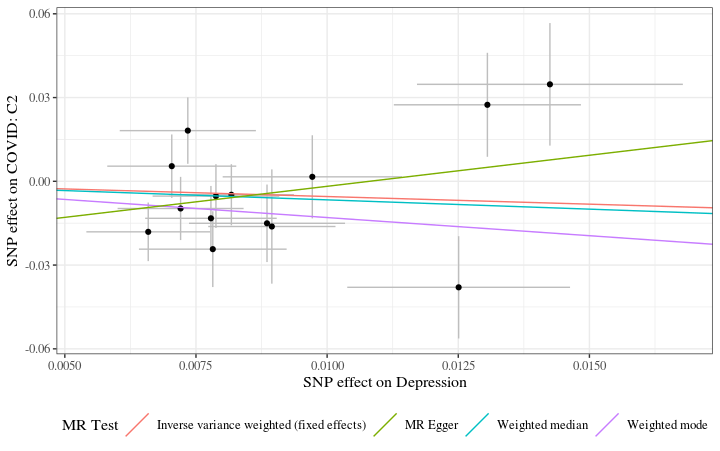 0.06
0.03
0.00
-0.03
-0.06
SNP effect on COVID: C2
0.0050 0.0075 0.0100 0.0125 0.0150
SNP effect on Depression
MR Test Inverse variance weighted (fixed effects) MR Egger Weighted median Weighted mode